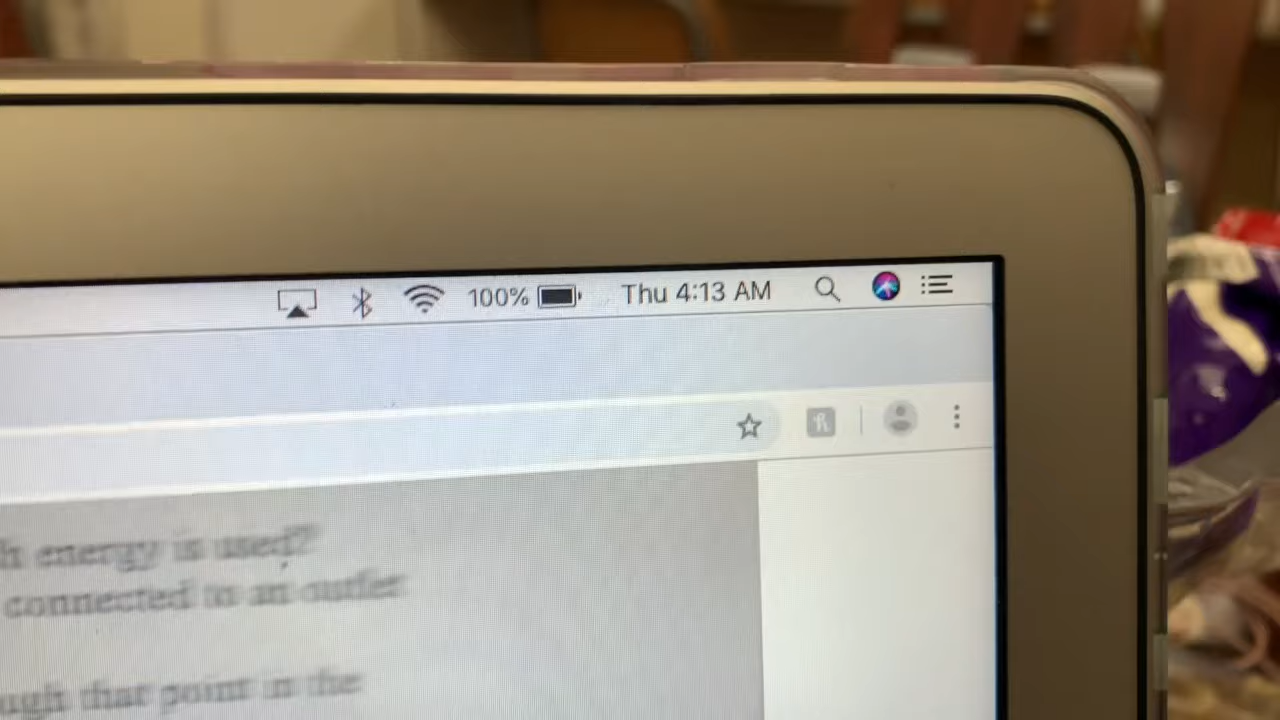 100% Thu 4:13 AM
h energy is used?
connected to an outlet
ugh that point in the